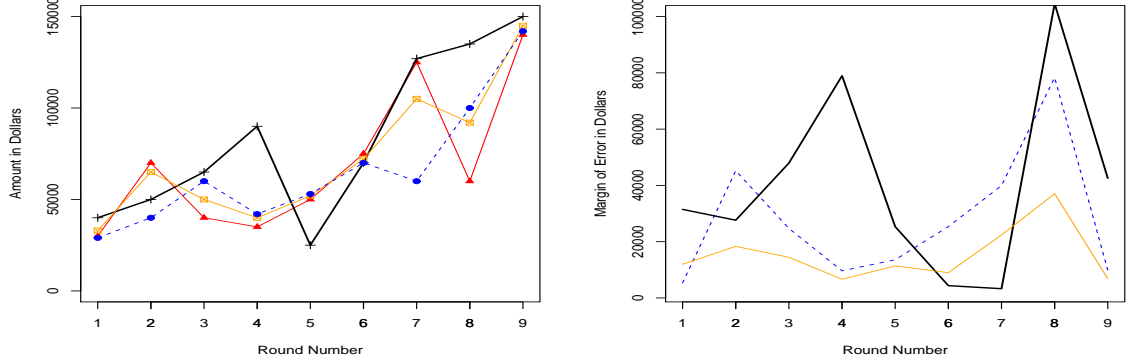 Amount in Dollars
150000
100000
50000
0
1 2 3 4 5 6 7 8 9
Round Number
Margin of Error in Dollars
100000
80000
60000
40000
20000
0
1 2 3 4 5 6 7 8 9
Round Number